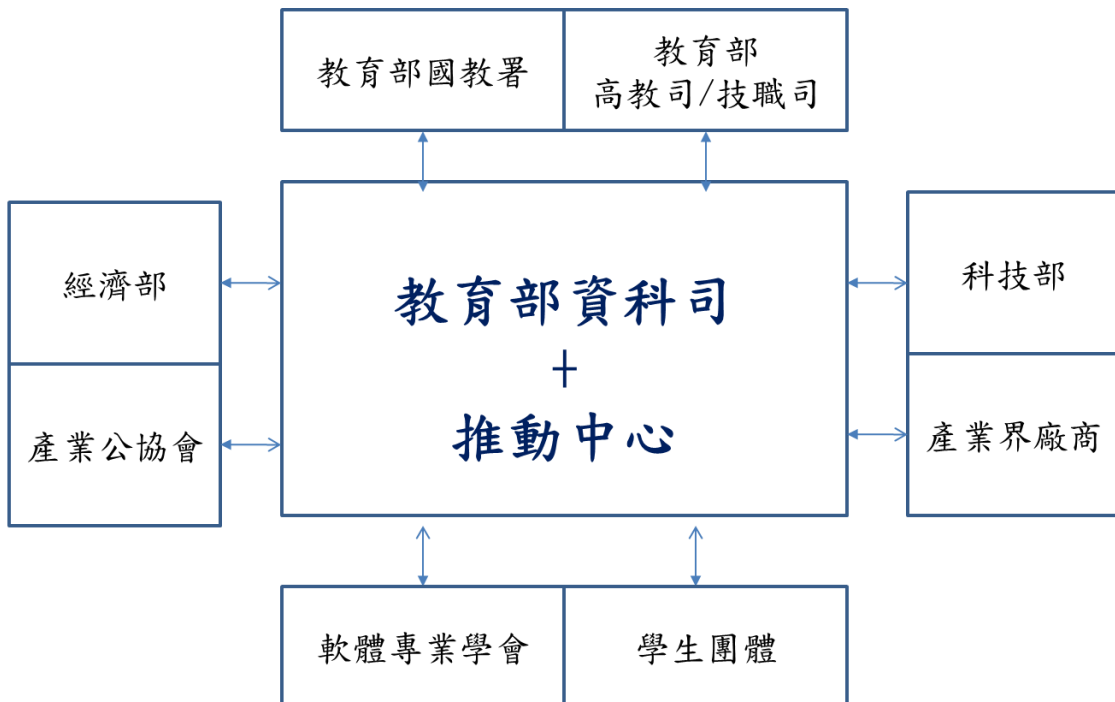 教育部國教署
教育部
高教司/技職司
經濟部
教育部資科司
+
推動中心
科技部
產業公協會
產業界廠商
軟體專業學會
學生團體